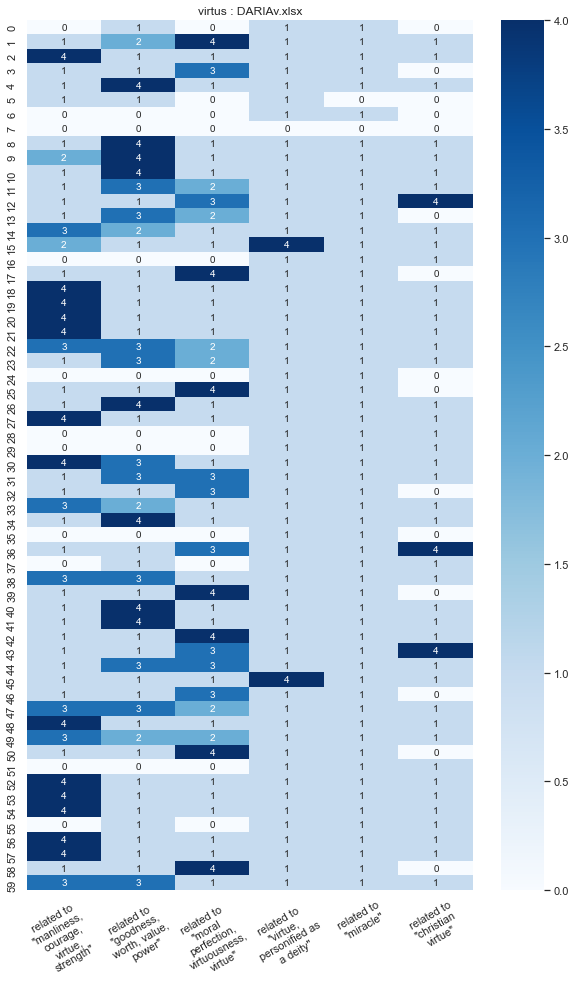 virtus : DARIAv.xlsx
0 0 1 0 1 1 0
1 1 2 4 1 1 1
2 4 1 1 1 1 1
3 1 1 3 1 1 0
4 1 4 1 1 1 1
5 1 1 0 1 0 0
6 0 0 0 1 1 0
7 0 0 0 0 0 0
8 1 4 1 1 1 1
9 2 4 1 1 1 1
10 1 4 1 1 1 1
11 1 3 2 1 1 1
12 1 1 3 1 1 4
13 1 3 2 1 1 0
14 3 2 1 1 1 1
15 2 1 1 4 1 1
16 0 0 0 1 1 0
17 1 1 4 1 1 0
18 4 1 1 1 1 1
19 4 1 1 1 1 1
20 4 1 1 1 1 1
21 4 1 1 1 1 1
22 3 3 2 1 1 1
23 1 3 2 1 1 1
24 0 0 0 1 1 0
25 1 1 4 1 1 0
26 1 4 1 1 1 1
27 4 1 1 1 1 1
28 0 0 0 1 1 1
29 0 0 0 1 1 1
30 4 3 1 1 1 1
31 1 3 3 1 1 1
32 1 1 3 1 1 0
33 3 2 1 1 1 1
34 1 4 1 1 1 1
35 0 0 0 1 1 0
36 1 1 3 1 1 4
37 0 1 0 1 1 1
38 3 3 1 1 1 1
39 1 1 4 1 1 0
40 1 4 1 1 1 1
41 1 4 1 1 1 1
42 1 1 4 1 1 1
43 1 1 3 1 1 4
44 1 3 3 1 1 1
45 1 1 1 4 1 1
46 1 1 3 1 1 0
47 3 3 2 1 1 1
48 4 1 1 1 1 1
49 3 2 2 1 1 1
50 1 1 4 1 1 0
51 0 0 0 1 1 1
52 4 1 1 1 1 1
53 4 1 1 1 1 1
54 4 1 1 1 1 1
55 0 1 0 1 1 1
56 4 1 1 1 1 1
57 4 1 1 1 1 1
58 1 1 4 1 1 0
59 3 3 1 1 1 1
related to
"manliness,
courage,
virtue,
strength"
related to
"goodness,
worth, value,
power"
related to
"moral
perfection,
virtuousness,
virtue"
related to
"virtue,
personified as
a deity"
related to
"miracle"
related to
"christian
virtue"
4.0
3.5
3.0
2.5
2.0
1.5
1.0
0.5
0.0